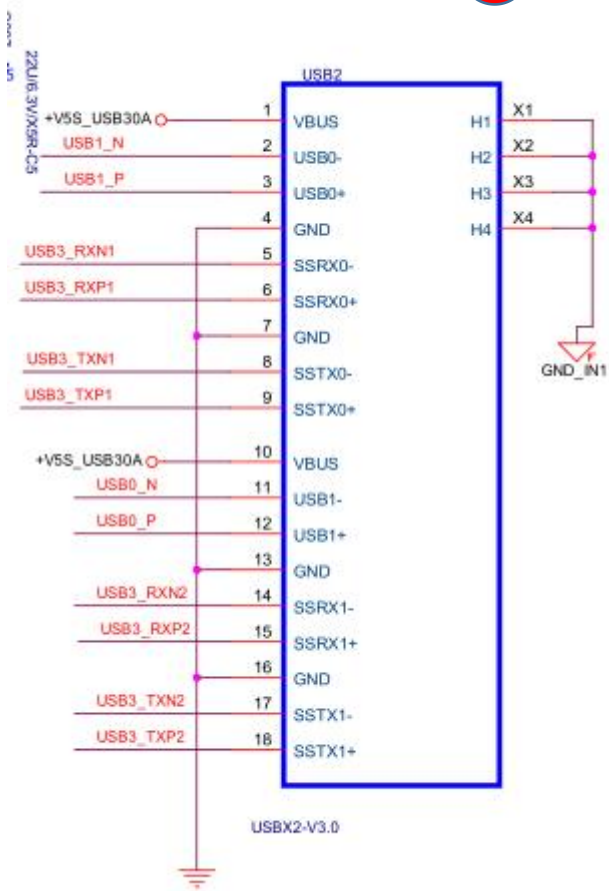 22U/6.3V/X5R-C5
USB2
+V5S_USB30A 1 VBUS H1 X1
USB1_N 2 USB0- H2 X2
USB1_P 3 USB0+ H3 X3
4 GND H4 X4
USB3_RXN1 5 SSRX0-
USB3_RXP1 6 SSRX0+
7 GND
USB3_TXN1 8 SSTX0-
GND_IN1
USB3_TXP1 9 SSTX0+
+V5S_USB30A 10 VBUS
USB0_N 11 USB1-
USB0_P 12 USB1+
13 GND
USB3_RXN2 14 SSRX1-
USB3_RXP2 15 SSRX1+
16 GND
USB3_TXN2 17 SSTX1-
USB3_TXP2 18 SSTX1+
USBX2-V3.0